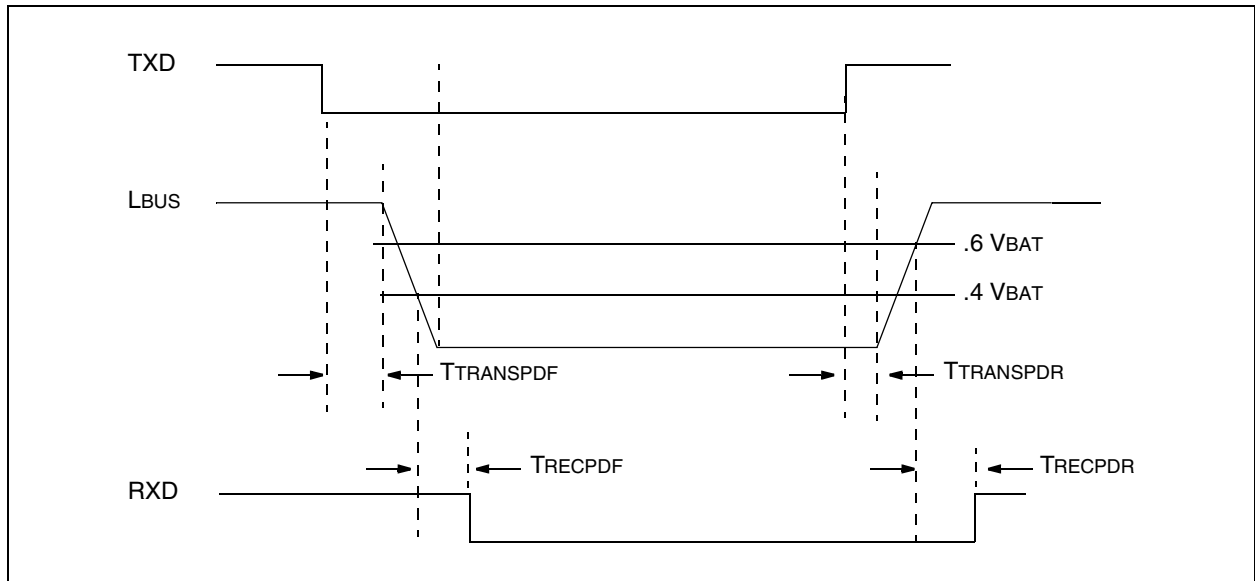 TXD
LBUS
.6 VBAT
.4 VBAT
TTRANSPDF
TTRANSPDR
TRECPDF
TRECPDR
RXD